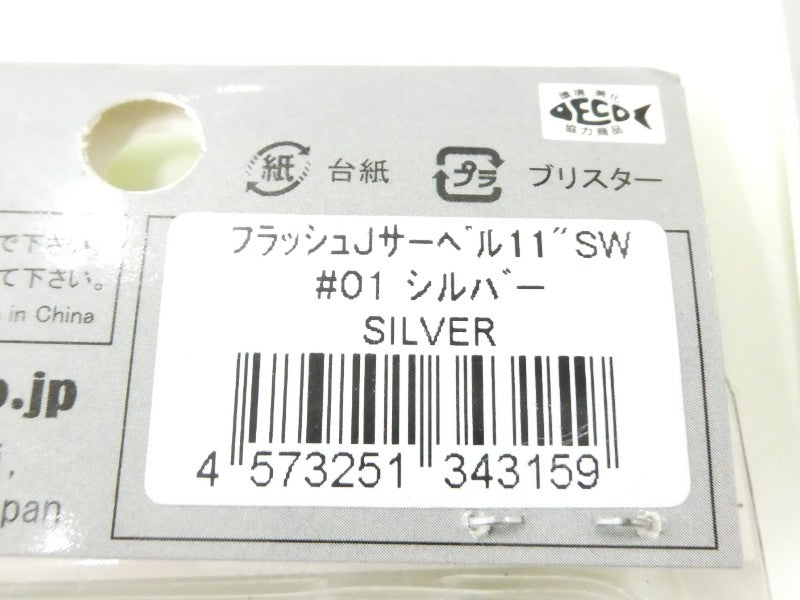 環境・美化
ECO
協力商品
紙 台紙
プラ ブリスター
で下さい。
て下さい。
in China
フラッシュJサーベル11"SW
#01 シルバー
SILVER
4 573251 343159
o.jp
i,
pan